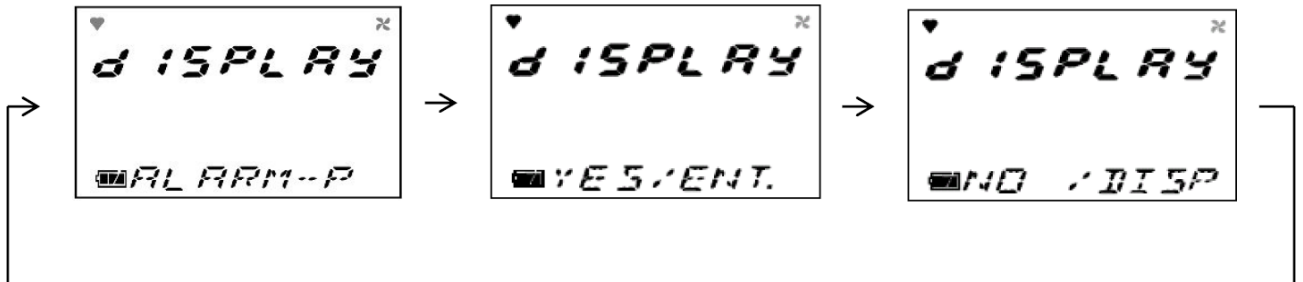 dISPLAY
ALARM-P
dISPLAY
YES/ENT.
dISPLAY
NO /DISP